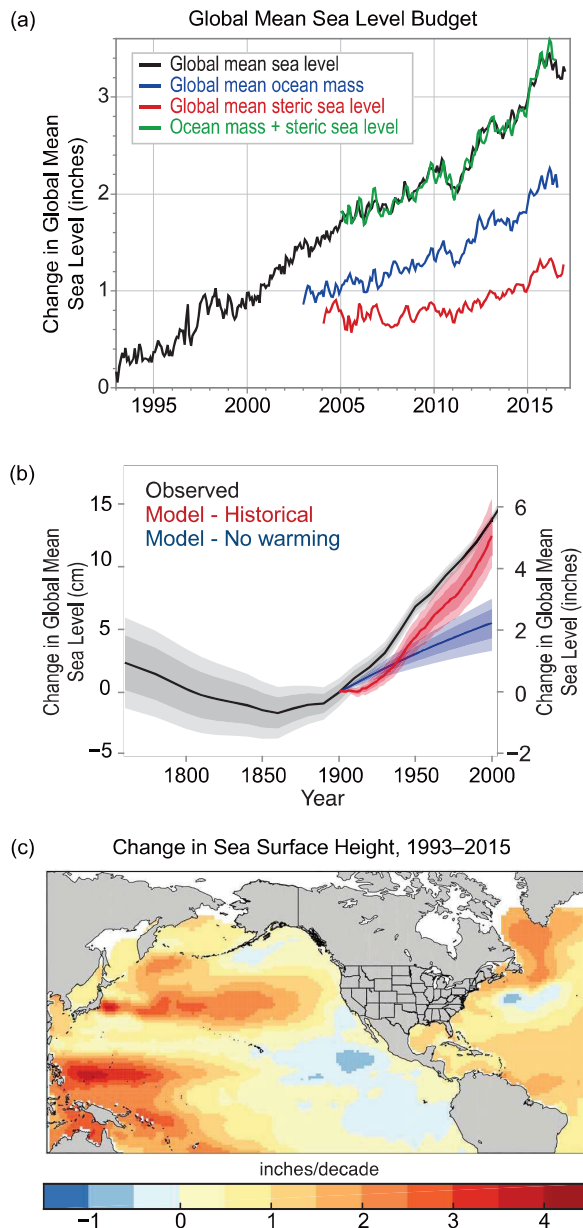 (a)
Global Mean Sea Level Budget
Global mean sea level
Global mean ocean mass
Global mean steric sea level
Ocean mass + steric sea level
Change in Global Mean
Sea Level (inches)
3
2
1
0
1995
2000
2005
2010
2015
(b)
Observed
Model - Historical
Model - No warming
Change in Global Mean
Sea Level (cm)
15
10
5
0
−5
6
4
2
0
−2
Change in Global Mean
Sea Level (inches)
1800
1850
1900
1950
2000
Year
(c)
Change in Sea Surface Height, 1993–2015
inches/decade
−1
0
1
2
3
4